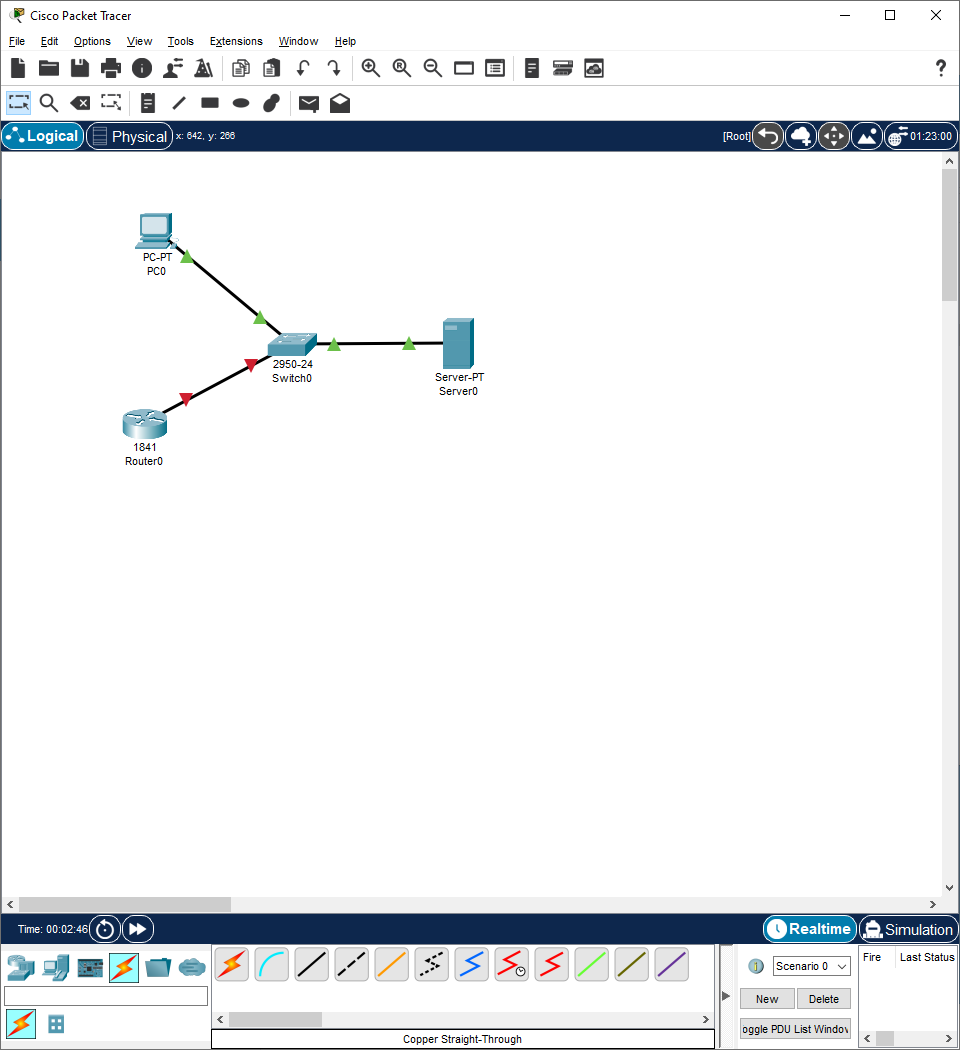 Cisco Packet Tracer
File Edit Options View Tools Extensions Window Help
R
?
Logical Physical x: 642, y: 266 [Root] 01:23:00
PC-PT
PC0
2950-24
Switch0
Server-PT
Server0
1841
Router0
Time: 00:02:46 Realtime Simulation
Scenario 0
Fire Last Status
New Delete
oggle PDU List Window
Copper Straight-Through